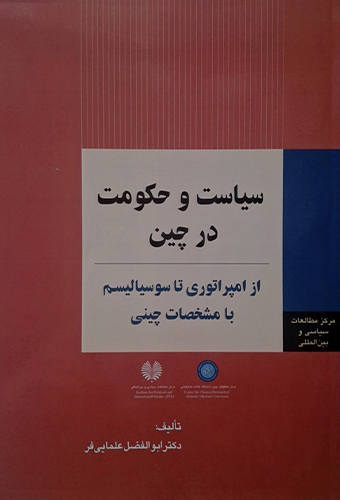 سیاست و حکومت
در چین
از امپراتوری تا سوسیالیسم
با مشخصات چینی
مرکز مطالعات
سیاسی و
بین‌المللی
تألیف:
دکتر ابوالفضل علمایی‌فر